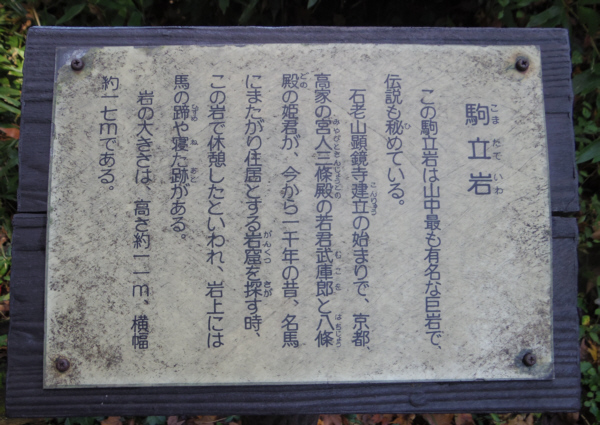 駒立岩
こまだていわ
この駒立岩は山中最も有名な巨岩で、
伝説も秘めている。
石老山顕鏡寺建立の始まりで、京都、
高家の宮人三條殿の若君武庫郎と八條
殿の姫君が、今から一千年の昔、名馬
にまたがり住居とする岩窟を探す時、
この岩で休憩したといわれ、岩上には
馬の蹄や寝た跡がある。
岩の大きさは、高さ約一一m。横幅
約一七mである。